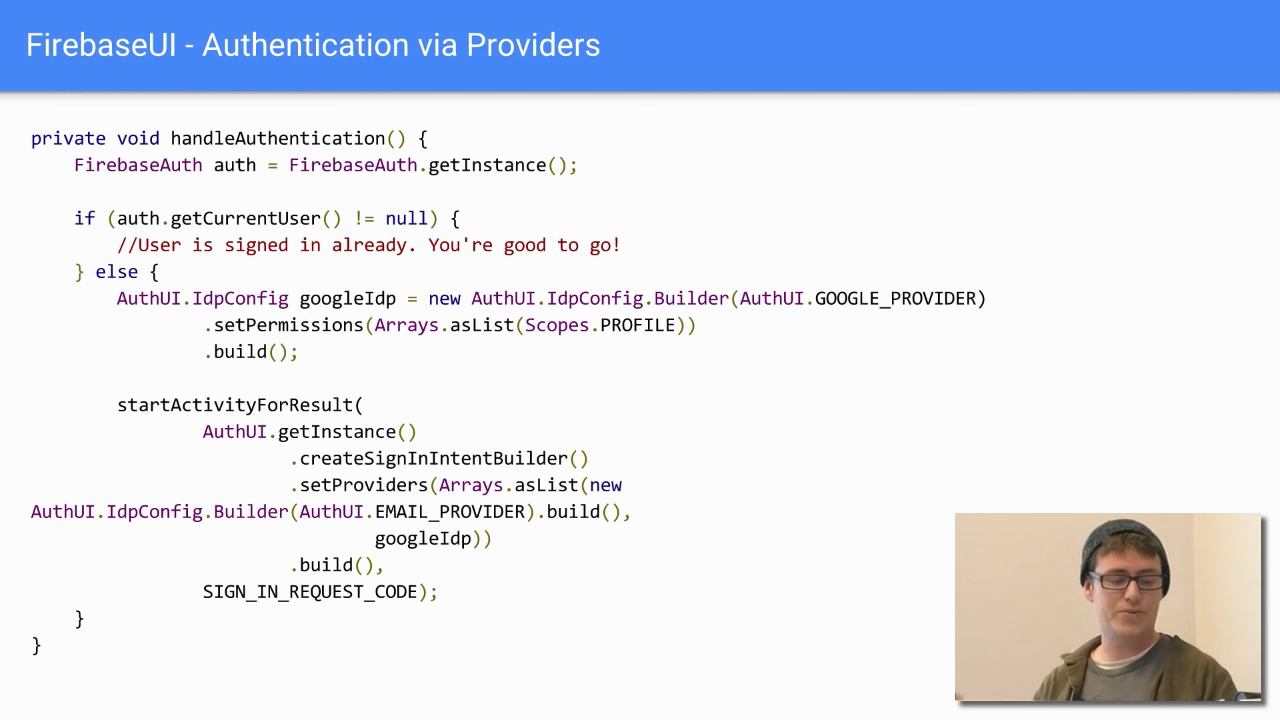 FirebaseUI - Authentication via Providers
private void handleAuthentication() {
    FirebaseAuth auth = FirebaseAuth.getInstance();
    if (auth.getCurrentUser() != null) {
        //User is signed in already. You're good to go!
    } else {
        AuthUI.IdpConfig googleIdp = new AuthUI.IdpConfig.Builder(AuthUI.GOOGLE_PROVIDER)
                .setPermissions(Arrays.asList(Scopes.PROFILE))
                .build();
        startActivityForResult(
                AuthUI.getInstance()
                        .createSignInIntentBuilder()
                        .setProviders(Arrays.asList(new
AuthUI.IdpConfig.Builder(AuthUI.EMAIL_PROVIDER).build(),
                                googleIdp))
                        .build(),
                SIGN_IN_REQUEST_CODE);
    }
}